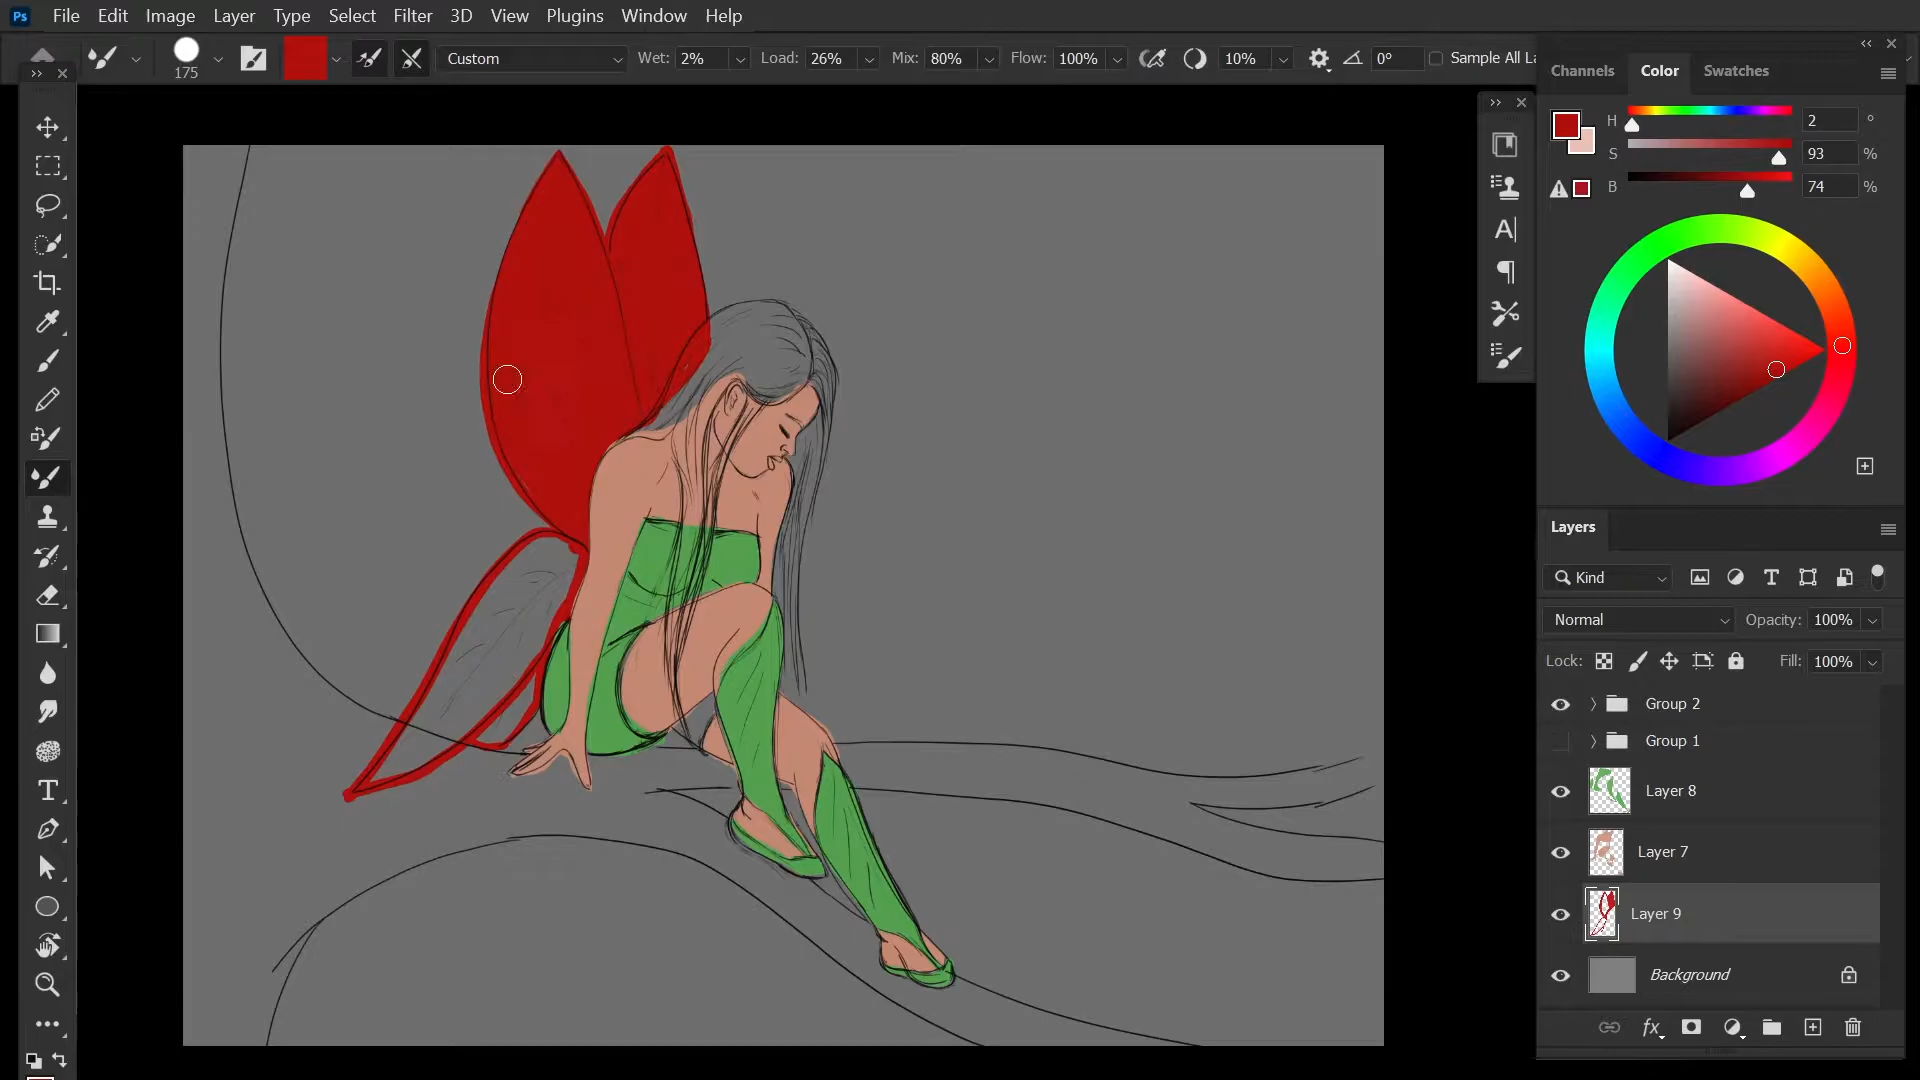 Ps File Edit Image Layer Type Select Filter 3D View Plugins Window Help
175 Custom Wet: 2% Load: 26% Mix: 80% Flow: 100% 10% 0° Sample All La
Channels Color Swatches
H 2 °
S 93 %
B 74 %
Layers
Kind
Normal Opacity: 100%
Lock: Fill: 100%
Group 2
Group 1
Layer 8
Layer 7
Layer 9
Background